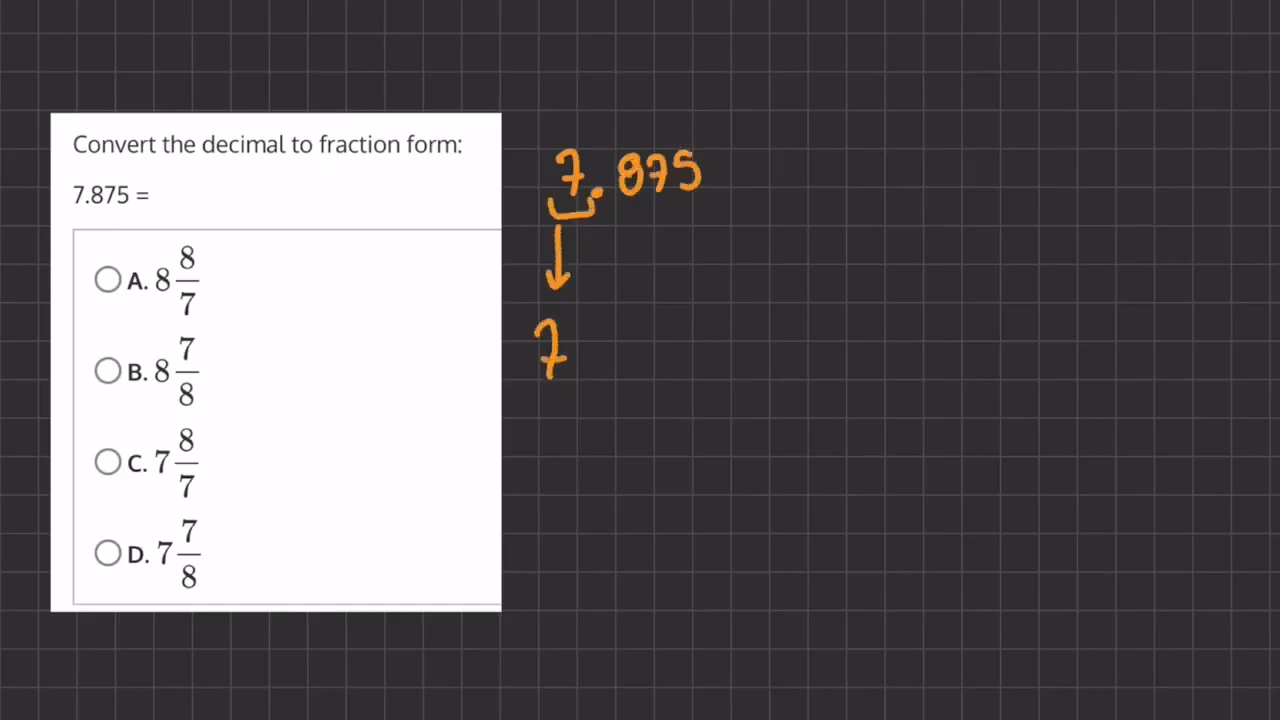 Convert the decimal to fraction form:
7.875 =
A. 8 8/7
B. 8 7/8
C. 7 8/7
D. 7 7/8
7.875
7